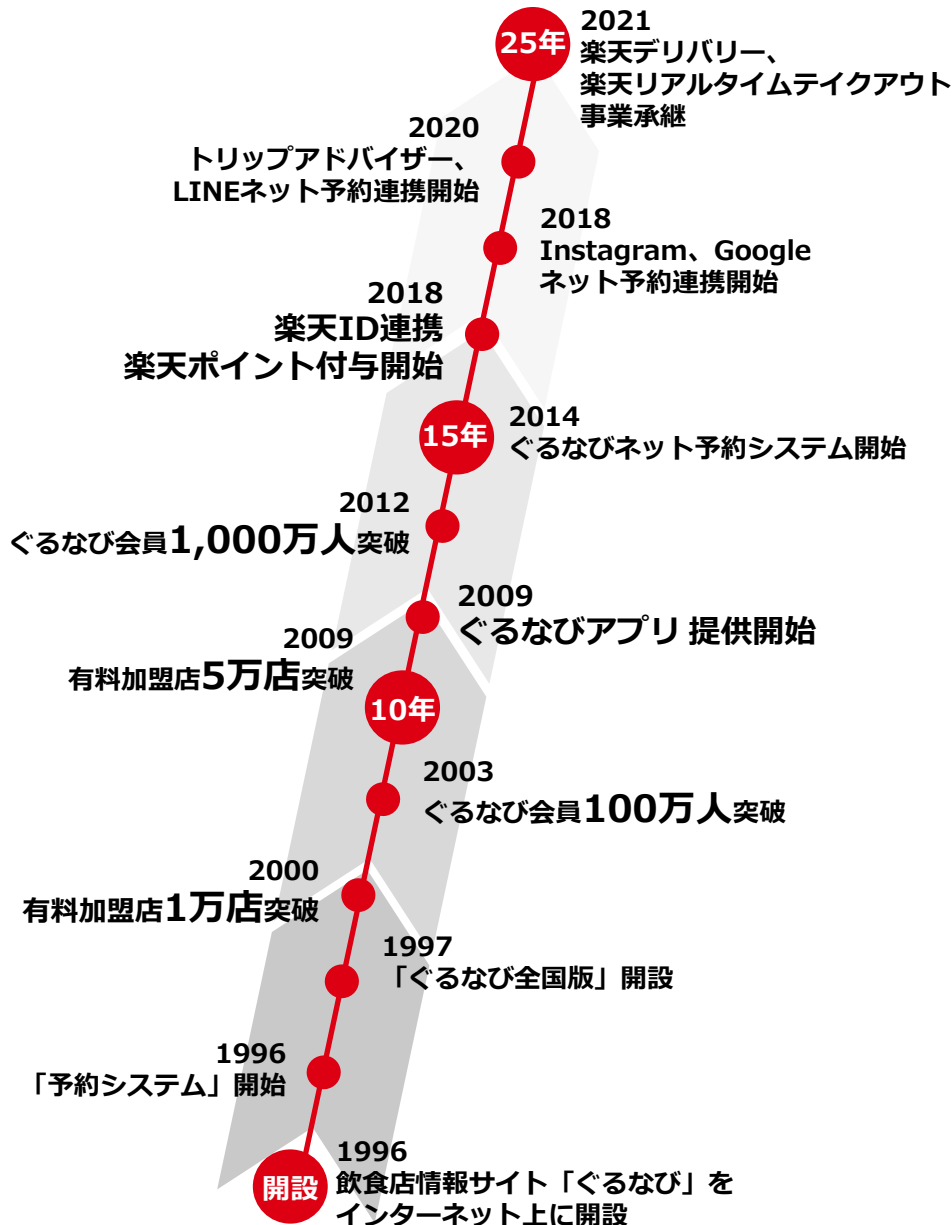 25年
2021
楽天デリバリー、
楽天リアルタイムテイクアウト
事業承継
2020
トリップアドバイザー、
LINEネット予約連携開始
2018
Instagram、Google
ネット予約連携開始
2018
楽天ID連携
楽天ポイント付与開始
15年
2014
ぐるなびネット予約システム開始
2012
ぐるなび会員1,000万人突破
2009
ぐるなびアプリ 提供開始
2009
有料加盟店5万店突破
10年
2003
ぐるなび会員100万人突破
2000
有料加盟店1万店突破
1997
「ぐるなび全国版」開設
1996
「予約システム」開始
開設
1996
飲食店情報サイト「ぐるなび」を
インターネット上に開設